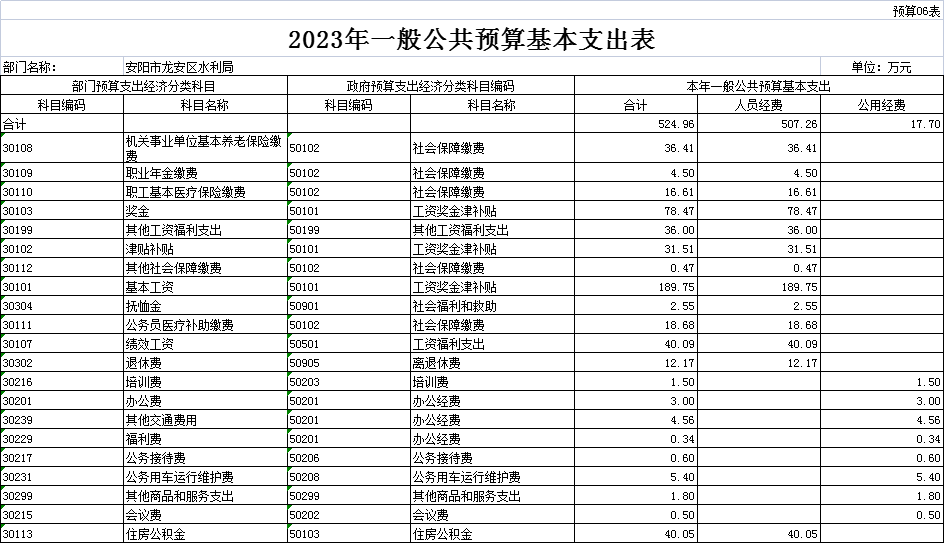 预算06表
2023年一般公共预算基本支出表
部门名称: 安阳市龙安区水利局 单位：万元
部门预算支出经济分类科目 政府预算支出经济分类科目编码 本年一般公共预算基本支出
科目编码 科目名称 科目编码 科目名称 合计 人员经费 公用经费
合计 524.96 507.26 17.70
30108 机关事业单位基本养老保险缴费 50102 社会保障缴费 36.41 36.41
30109 职业年金缴费 50102 社会保障缴费 4.50 4.50
30110 职工基本医疗保险缴费 50102 社会保障缴费 16.61 16.61
30103 奖金 50101 工资奖金津补贴 78.47 78.47
30199 其他工资福利支出 50199 其他工资福利支出 36.00 36.00
30102 津贴补贴 50101 工资奖金津补贴 31.51 31.51
30112 其他社会保障缴费 50102 社会保障缴费 0.47 0.47
30101 基本工资 50101 工资奖金津补贴 189.75 189.75
30304 抚恤金 50901 社会福利和救助 2.55 2.55
30111 公务员医疗补助缴费 50102 社会保障缴费 18.68 18.68
30107 绩效工资 50501 工资福利支出 40.09 40.09
30302 退休费 50905 离退休费 12.17 12.17
30216 培训费 50203 培训费 1.50 1.50
30201 办公费 50201 办公经费 3.00 3.00
30239 其他交通费用 50201 办公经费 4.56 4.56
30229 福利费 50201 办公经费 0.34 0.34
30217 公务接待费 50206 公务接待费 0.60 0.60
30231 公务用车运行维护费 50208 公务用车运行维护费 5.40 5.40
30299 其他商品和服务支出 50299 其他商品和服务支出 1.80 1.80
30215 会议费 50202 会议费 0.50 0.50
30113 住房公积金 50103 住房公积金 40.05 40.05